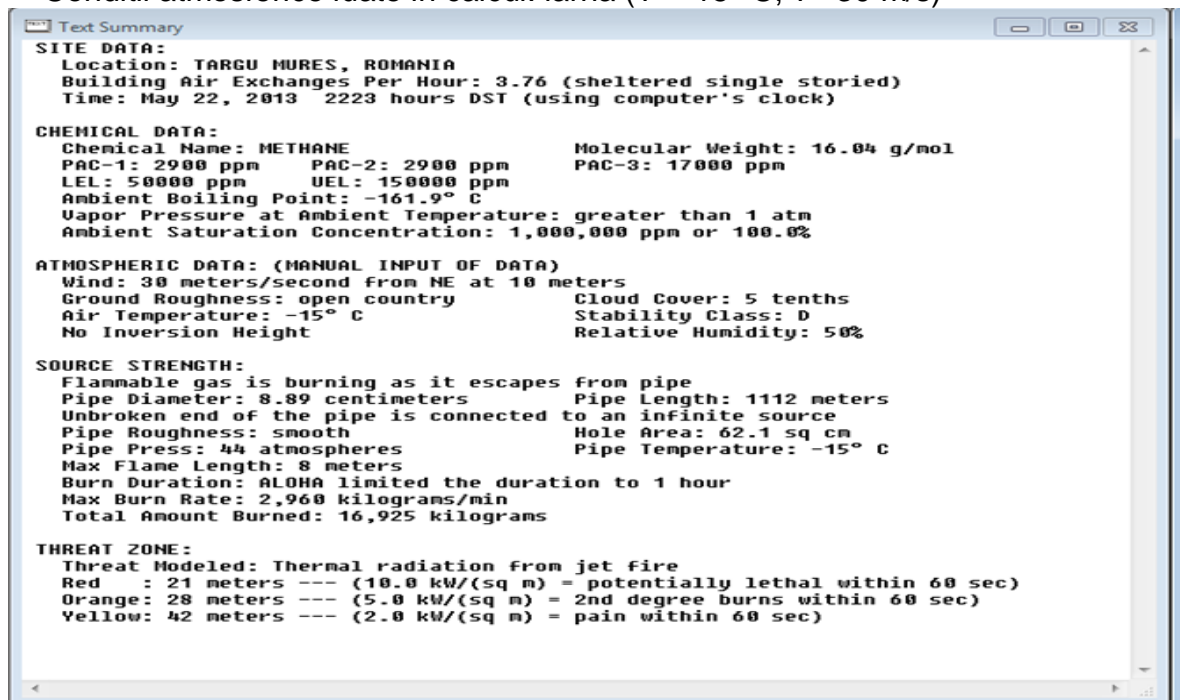 Text Summary
SITE DATA:
Location: TARGU MURES, ROMANIA
Building Air Exchanges Per Hour: 3.76 (sheltered single storied)
Time: May 22, 2013 2223 hours DST (using computer's clock)
CHEMICAL DATA:
Chemical Name: METHANE Molecular Weight: 16.04 g/mol
PAC-1: 2900 ppm PAC-2: 2900 ppm PAC-3: 17000 ppm
LEL: 50000 ppm UEL: 150000 ppm
Ambient Boiling Point: -161.9° C
Vapor Pressure at Ambient Temperature: greater than 1 atm
Ambient Saturation Concentration: 1,000,000 ppm or 100.0%
ATMOSPHERIC DATA: (MANUAL INPUT OF DATA)
Wind: 30 meters/second from NE at 10 meters
Ground Roughness: open country Cloud Cover: 5 tenths
Air Temperature: -15° C Stability Class: D
No Inversion Height Relative Humidity: 50%
SOURCE STRENGTH:
Flammable gas is burning as it escapes from pipe
Pipe Diameter: 8.89 centimeters Pipe Length: 1112 meters
Unbroken end of the pipe is connected to an infinite source
Pipe Roughness: smooth Hole Area: 62.1 sq cm
Pipe Press: 44 atmospheres Pipe Temperature: -15° C
Max Flame Length: 8 meters
Burn Duration: ALOHA limited the duration to 1 hour
Max Burn Rate: 2,960 kilograms/min
Total Amount Burned: 16,925 kilograms
THREAT ZONE:
Threat Modeled: Thermal radiation from jet fire
Red : 21 meters --- (10.0 kW/(sq m) = potentially lethal within 60 sec)
Orange: 28 meters --- (5.0 kW/(sq m) = 2nd degree burns within 60 sec)
Yellow: 42 meters --- (2.0 kW/(sq m) = pain within 60 sec)